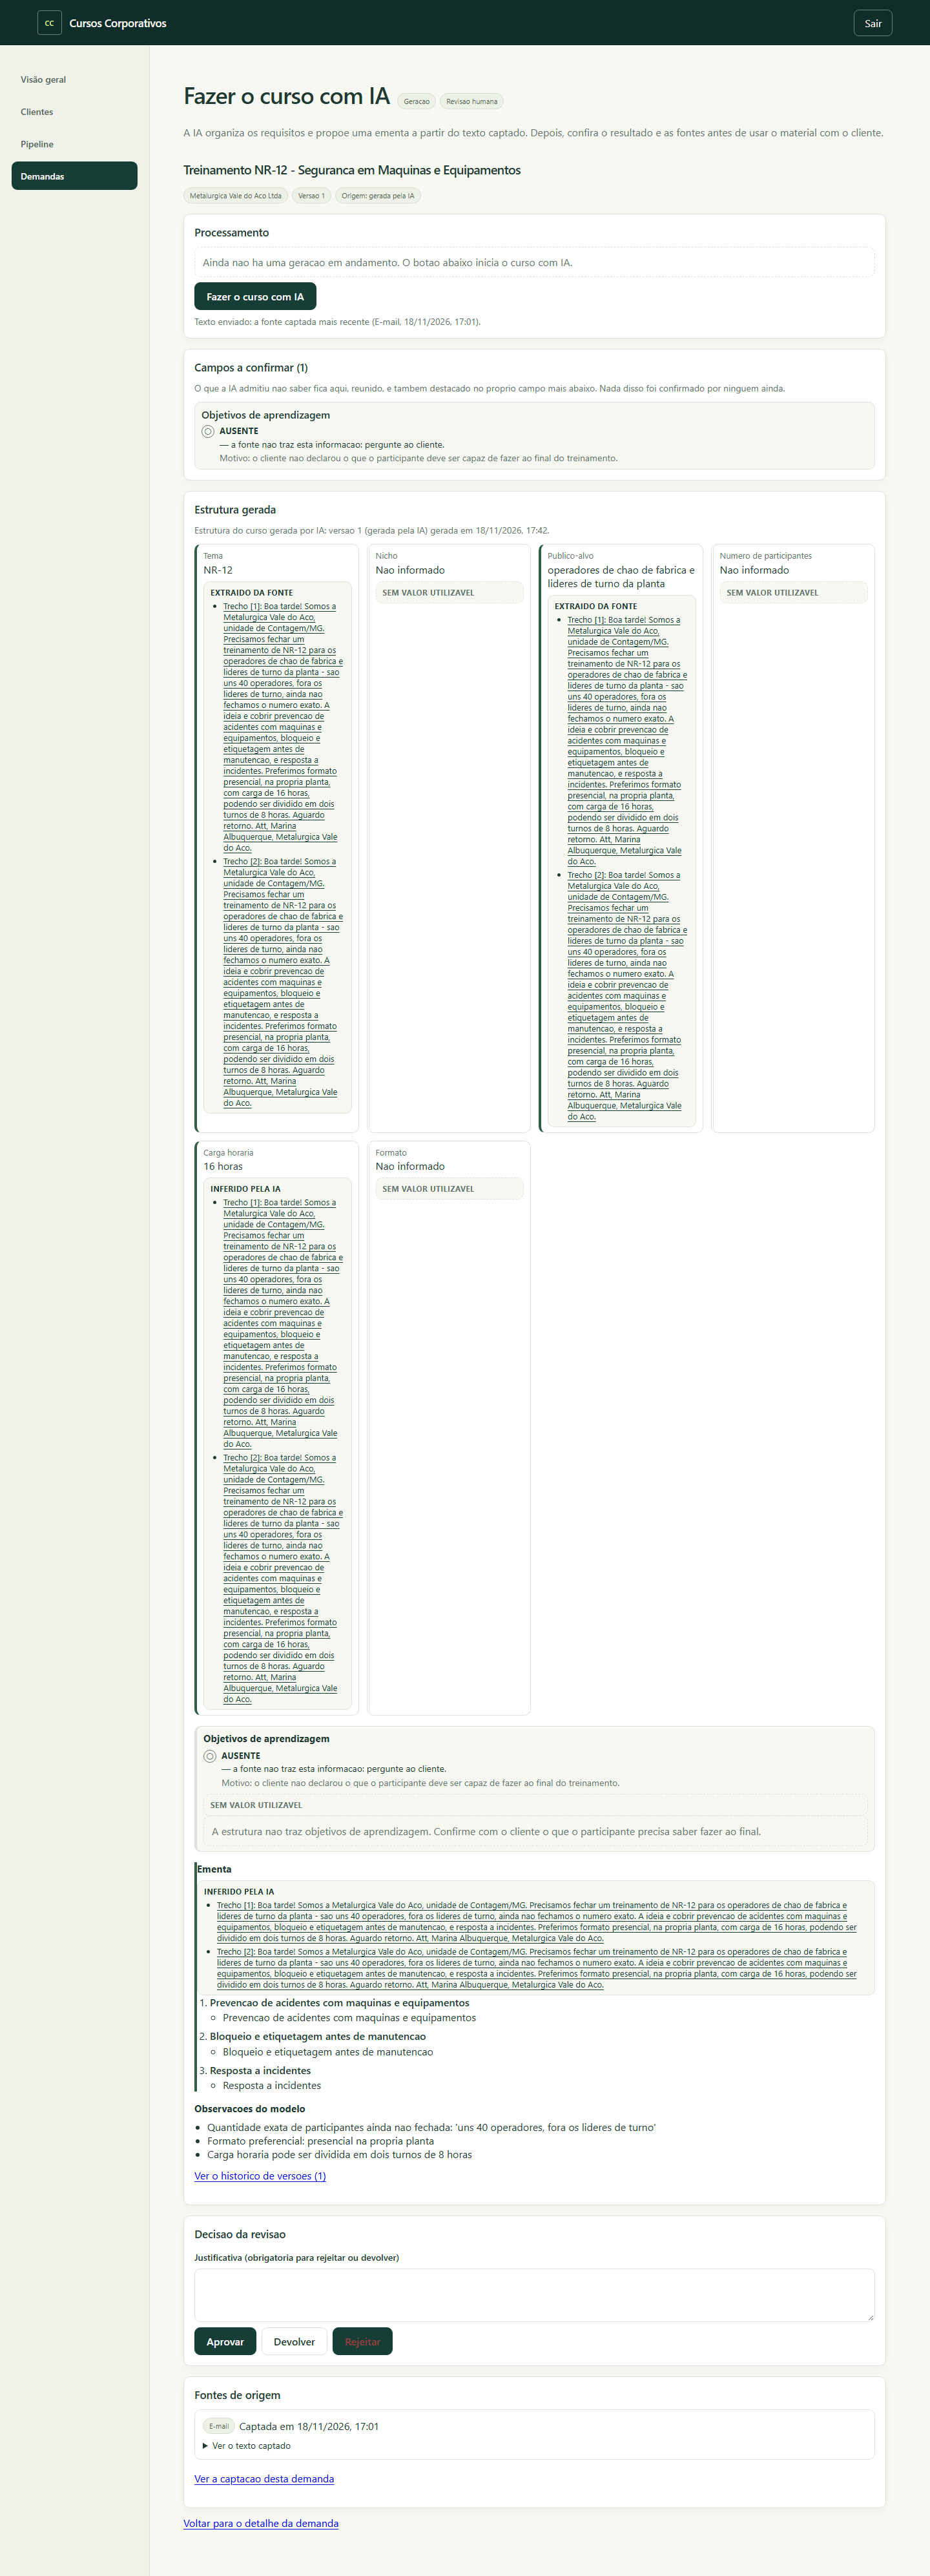 CC Cursos Corporativos
Sair
Visão geral
Clientes
Pipeline
Demandas
Fazer o curso com IA
Geracao
Revisao humana
A IA organiza os requisitos e propoe uma ementa a partir do texto captado. Depois, confira o resultado e as fontes antes de usar o material com o cliente.
Treinamento NR-12 - Seguranca em Maquinas e Equipamentos
Metalurgica Vale do Aco Ltda
Versao 1
Origem: gerada pela IA
Processamento
Ainda nao ha uma geracao em andamento. O botao abaixo inicia o curso com IA.
Fazer o curso com IA
Texto enviado: a fonte captada mais recente (E-mail, 18/11/2026, 17:01).
Campos a confirmar (1)
O que a IA admitiu nao saber fica aqui, reunido, e tambem destacado no proprio campo mais abaixo. Nada disso foi confirmado por ninguem ainda.
Objetivos de aprendizagem
AUSENTE
— a fonte nao traz esta informacao: pergunte ao cliente.
Motivo: o cliente nao declarou o que o participante deve ser capaz de fazer ao final do treinamento.
Estrutura gerada
Estrutura do curso gerada por IA: versao 1 (gerada pela IA) gerada em 18/11/2026, 17:42.
Tema
NR-12
EXTRAIDO DA FONTE
Trecho [1]: Boa tarde! Somos a
Metalurgica Vale do Aco,
unidade de Contagem/MG.
Precisamos fechar um
treinamento de NR-12 para os
operadores de chao de fabrica e
lideres de turno da planta - sao
uns 40 operadores, fora os
lideres de turno, ainda nao
fechamos o numero exato. A
ideia e cobrir prevencao de
acidentes com maquinas e
equipamentos, bloqueio e
etiquetagem antes de
manutencao, e resposta a
incidentes. Preferimos formato
presencial, na propria planta,
com carga de 16 horas,
podendo ser dividido em dois
turnos de 8 horas. Aguardo
retorno. Att, Marina
Albuquerque, Metalurgica Vale
do Aco.
Trecho [2]: Boa tarde! Somos a
Metalurgica Vale do Aco,
unidade de Contagem/MG.
Precisamos fechar um
treinamento de NR-12 para os
operadores de chao de fabrica e
lideres de turno da planta - sao
uns 40 operadores, fora os
lideres de turno, ainda nao
fechamos o numero exato. A
ideia e cobrir prevencao de
acidentes com maquinas e
equipamentos, bloqueio e
etiquetagem antes de
manutencao, e resposta a
incidentes. Preferimos formato
presencial, na propria planta,
com carga de 16 horas,
podendo ser dividido em dois
turnos de 8 horas. Aguardo
retorno. Att, Marina
Albuquerque, Metalurgica Vale
do Aco.
Nicho
Nao informado
SEM VALOR UTILIZAVEL
Publico-alvo
operadores de chao de fabrica e
lideres de turno da planta
EXTRAIDO DA FONTE
Trecho [1]: Boa tarde! Somos a
Metalurgica Vale do Aco,
unidade de Contagem/MG.
Precisamos fechar um
treinamento de NR-12 para os
operadores de chao de fabrica e
lideres de turno da planta - sao
uns 40 operadores, fora os
lideres de turno, ainda nao
fechamos o numero exato. A
ideia e cobrir prevencao de
acidentes com maquinas e
equipamentos, bloqueio e
etiquetagem antes de
manutencao, e resposta a
incidentes. Preferimos formato
presencial, na propria planta,
com carga de 16 horas,
podendo ser dividido em dois
turnos de 8 horas. Aguardo
retorno. Att, Marina
Albuquerque, Metalurgica Vale
do Aco.
Trecho [2]: Boa tarde! Somos a
Metalurgica Vale do Aco,
unidade de Contagem/MG.
Precisamos fechar um
treinamento de NR-12 para os
operadores de chao de fabrica e
lideres de turno da planta - sao
uns 40 operadores, fora os
lideres de turno, ainda nao
fechamos o numero exato. A
ideia e cobrir prevencao de
acidentes com maquinas e
equipamentos, bloqueio e
etiquetagem antes de
manutencao, e resposta a
incidentes. Preferimos formato
presencial, na propria planta,
com carga de 16 horas,
podendo ser dividido em dois
turnos de 8 horas. Aguardo
retorno. Att, Marina
Albuquerque, Metalurgica Vale
do Aco.
Numero de participantes
Nao informado
SEM VALOR UTILIZAVEL
Carga horaria
16 horas
INFERIDO PELA IA
Trecho [1]: Boa tarde! Somos a
Metalurgica Vale do Aco,
unidade de Contagem/MG.
Precisamos fechar um
treinamento de NR-12 para os
operadores de chao de fabrica e
lideres de turno da planta - sao
uns 40 operadores, fora os
lideres de turno, ainda nao
fechamos o numero exato. A
ideia e cobrir prevencao de
acidentes com maquinas e
equipamentos, bloqueio e
etiquetagem antes de
manutencao, e resposta a
incidentes. Preferimos formato
presencial, na propria planta,
com carga de 16 horas,
podendo ser dividido em dois
turnos de 8 horas. Aguardo
retorno. Att, Marina
Albuquerque, Metalurgica Vale
do Aco.
Trecho [2]: Boa tarde! Somos a
Metalurgica Vale do Aco,
unidade de Contagem/MG.
Precisamos fechar um
treinamento de NR-12 para os
operadores de chao de fabrica e
lideres de turno da planta - sao
uns 40 operadores, fora os
lideres de turno, ainda nao
fechamos o numero exato. A
ideia e cobrir prevencao de
acidentes com maquinas e
equipamentos, bloqueio e
etiquetagem antes de
manutencao, e resposta a
incidentes. Preferimos formato
presencial, na propria planta,
com carga de 16 horas,
podendo ser dividido em dois
turnos de 8 horas. Aguardo
retorno. Att, Marina
Albuquerque, Metalurgica Vale
do Aco.
Formato
Nao informado
SEM VALOR UTILIZAVEL
Objetivos de aprendizagem
AUSENTE
— a fonte nao traz esta informacao: pergunte ao cliente.
Motivo: o cliente nao declarou o que o participante deve ser capaz de fazer ao final do treinamento.
SEM VALOR UTILIZAVEL
A estrutura nao traz objetivos de aprendizagem. Confirme com o cliente o que o participante precisa saber fazer ao final.
Ementa
INFERIDO PELA IA
Trecho [1]: Boa tarde! Somos a Metalurgica Vale do Aco, unidade de Contagem/MG. Precisamos fechar um treinamento de NR-12 para os operadores de chao de fabrica e
lideres de turno da planta - sao uns 40 operadores, fora os lideres de turno, ainda nao fechamos o numero exato. A ideia e cobrir prevencao de acidentes com maquinas e
equipamentos, bloqueio e etiquetagem antes de manutencao, e resposta a incidentes. Preferimos formato presencial, na propria planta, com carga de 16 horas, podendo ser
dividido em dois turnos de 8 horas. Aguardo retorno. Att, Marina Albuquerque, Metalurgica Vale do Aco.
Trecho [2]: Boa tarde! Somos a Metalurgica Vale do Aco, unidade de Contagem/MG. Precisamos fechar um treinamento de NR-12 para os operadores de chao de fabrica e
lideres de turno da planta - sao uns 40 operadores, fora os lideres de turno, ainda nao fechamos o numero exato. A ideia e cobrir prevencao de acidentes com maquinas e
equipamentos, bloqueio e etiquetagem antes de manutencao, e resposta a incidentes. Preferimos formato presencial, na propria planta, com carga de 16 horas, podendo ser
dividido em dois turnos de 8 horas. Aguardo retorno. Att, Marina Albuquerque, Metalurgica Vale do Aco.
1. Prevencao de acidentes com maquinas e equipamentos
Prevencao de acidentes com maquinas e equipamentos
2. Bloqueio e etiquetagem antes de manutencao
Bloqueio e etiquetagem antes de manutencao
3. Resposta a incidentes
Resposta a incidentes
Observacoes do modelo
Quantidade exata de participantes ainda nao fechada: 'uns 40 operadores, fora os lideres de turno'
Formato preferencial: presencial na propria planta
Carga horaria pode ser dividida em dois turnos de 8 horas
Ver o historico de versoes (1)
Decisao da revisao
Justificativa (obrigatoria para rejeitar ou devolver)
Aprovar
Devolver
Rejeitar
Fontes de origem
E-mail Captada em 18/11/2026, 17:01
Ver o texto captado
Ver a captacao desta demanda
Voltar para o detalhe da demanda